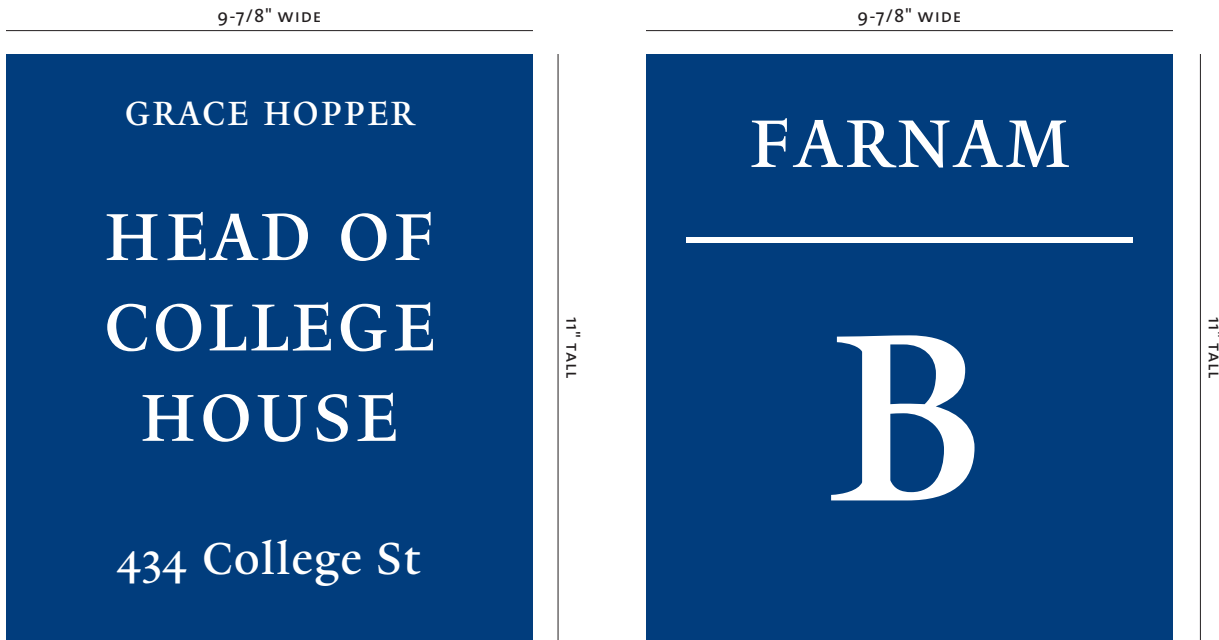 9-7/8" WIDE
GRACE HOPPER
HEAD OF
COLLEGE
HOUSE
434 College St
11" TALL
9-7/8" WIDE
FARNAM
B
11" TALL